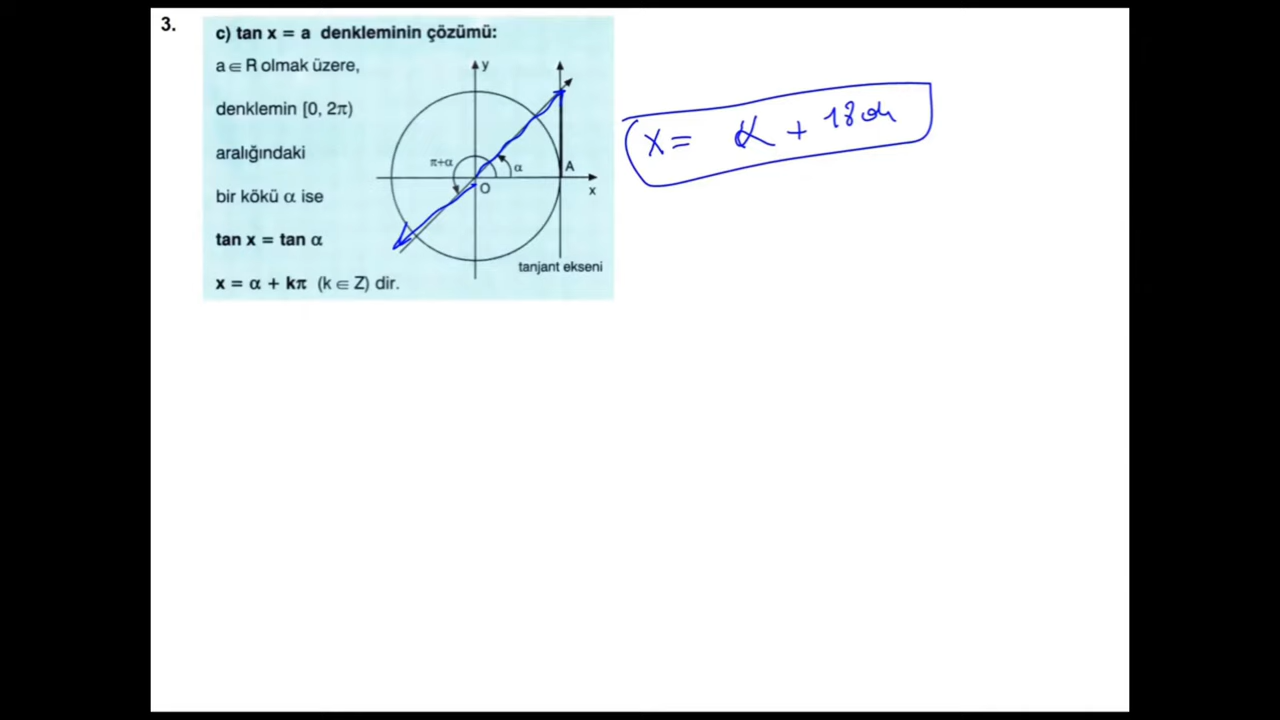 3.
c) tan x = a denkleminin çözümü:
a ∈ R olmak üzere,
denklemin [0, 2π)
aralığındaki
bir kökü α ise
tan x = tan α
x = α + kπ (k ∈ Z) dir.
y
π+α
α
A
O
x
tanjant ekseni
x = α + 180